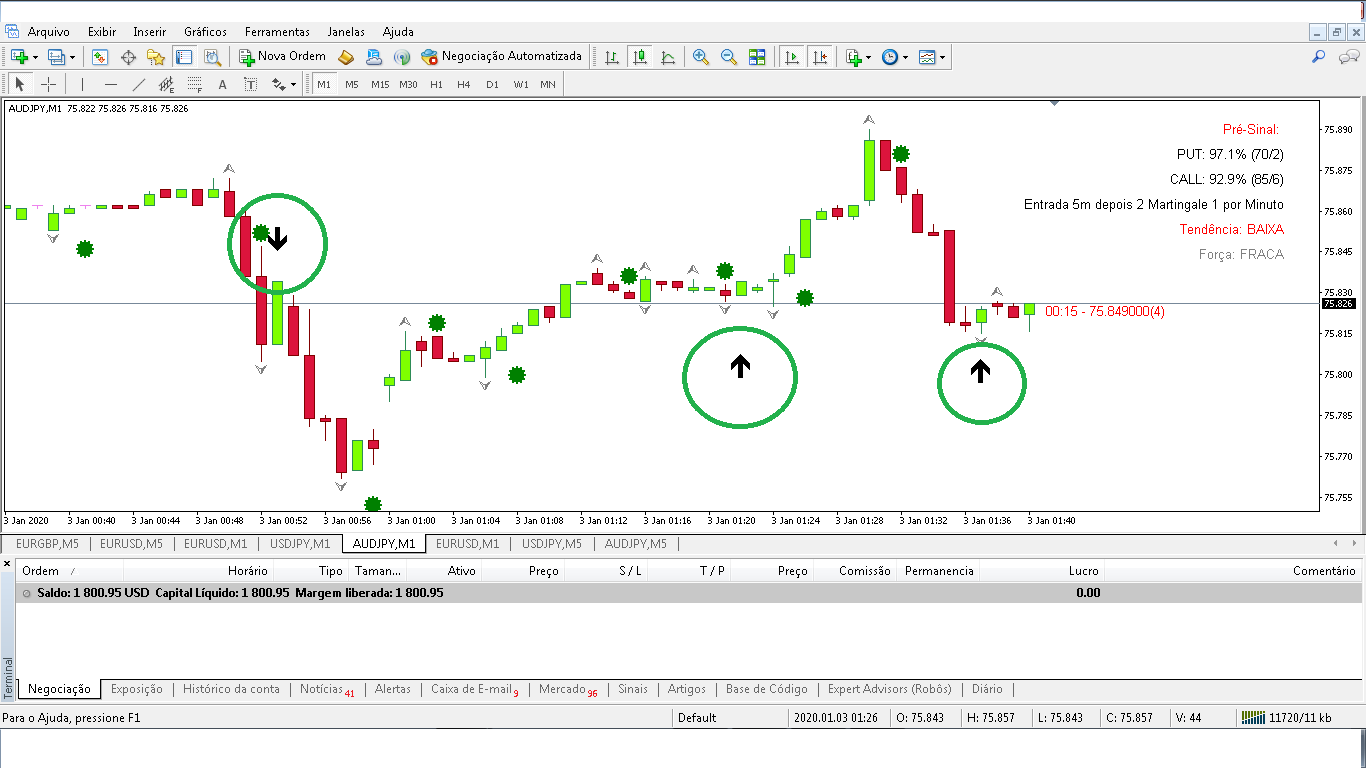 Arquivo Exibir Inserir Gráficos Ferramentas Janelas Ajuda
Nova Ordem Negociação Automatizada
A T M1 M5 M15 M30 H1 H4 D1 W1 MN
AUDJPY,M1 75.822 75.826 75.816 75.826
Pré-Sinal:
PUT: 97.1% (70/2)
CALL: 92.9% (85/6)
Entrada 5m depois 2 Martingale 1 por Minuto
Tendência: BAIXA
Força: FRACA
00:15 - 75.849000(4)
75.890
75.875
75.860
75.845
75.830
75.826
75.815
75.800
75.785
75.770
75.755
3 Jan 2020 3 Jan 00:40 3 Jan 00:44 3 Jan 00:48 3 Jan 00:52 3 Jan 00:56 3 Jan 01:00 3 Jan 01:04 3 Jan 01:08 3 Jan 01:12 3 Jan 01:16 3 Jan 01:20 3 Jan 01:24 3 Jan 01:28 3 Jan 01:32 3 Jan 01:36 3 Jan 01:40
EURGBP,M5 EURUSD,M5 EURUSD,M1 USDJPY,M1 AUDJPY,M1 EURUSD,M1 USDJPY,M5 AUDJPY,M5
Ordem / Horário Tipo Taman... Ativo Preço S / L T / P Preço Comissão Permanencia Lucro Comentário
Saldo: 1 800.95 USD Capital Líquido: 1 800.95 Margem liberada: 1 800.95 0.00
Terminal
Negociação Exposição Histórico da conta Notícias 41 Alertas Caixa de E-mail 9 Mercado 96 Sinais Artigos Base de Código Expert Advisors (Robôs) Diário
Para o Ajuda, pressione F1 Default 2020.01.03 01:26 O: 75.843 H: 75.857 L: 75.843 C: 75.857 V: 44 11720/11 kb